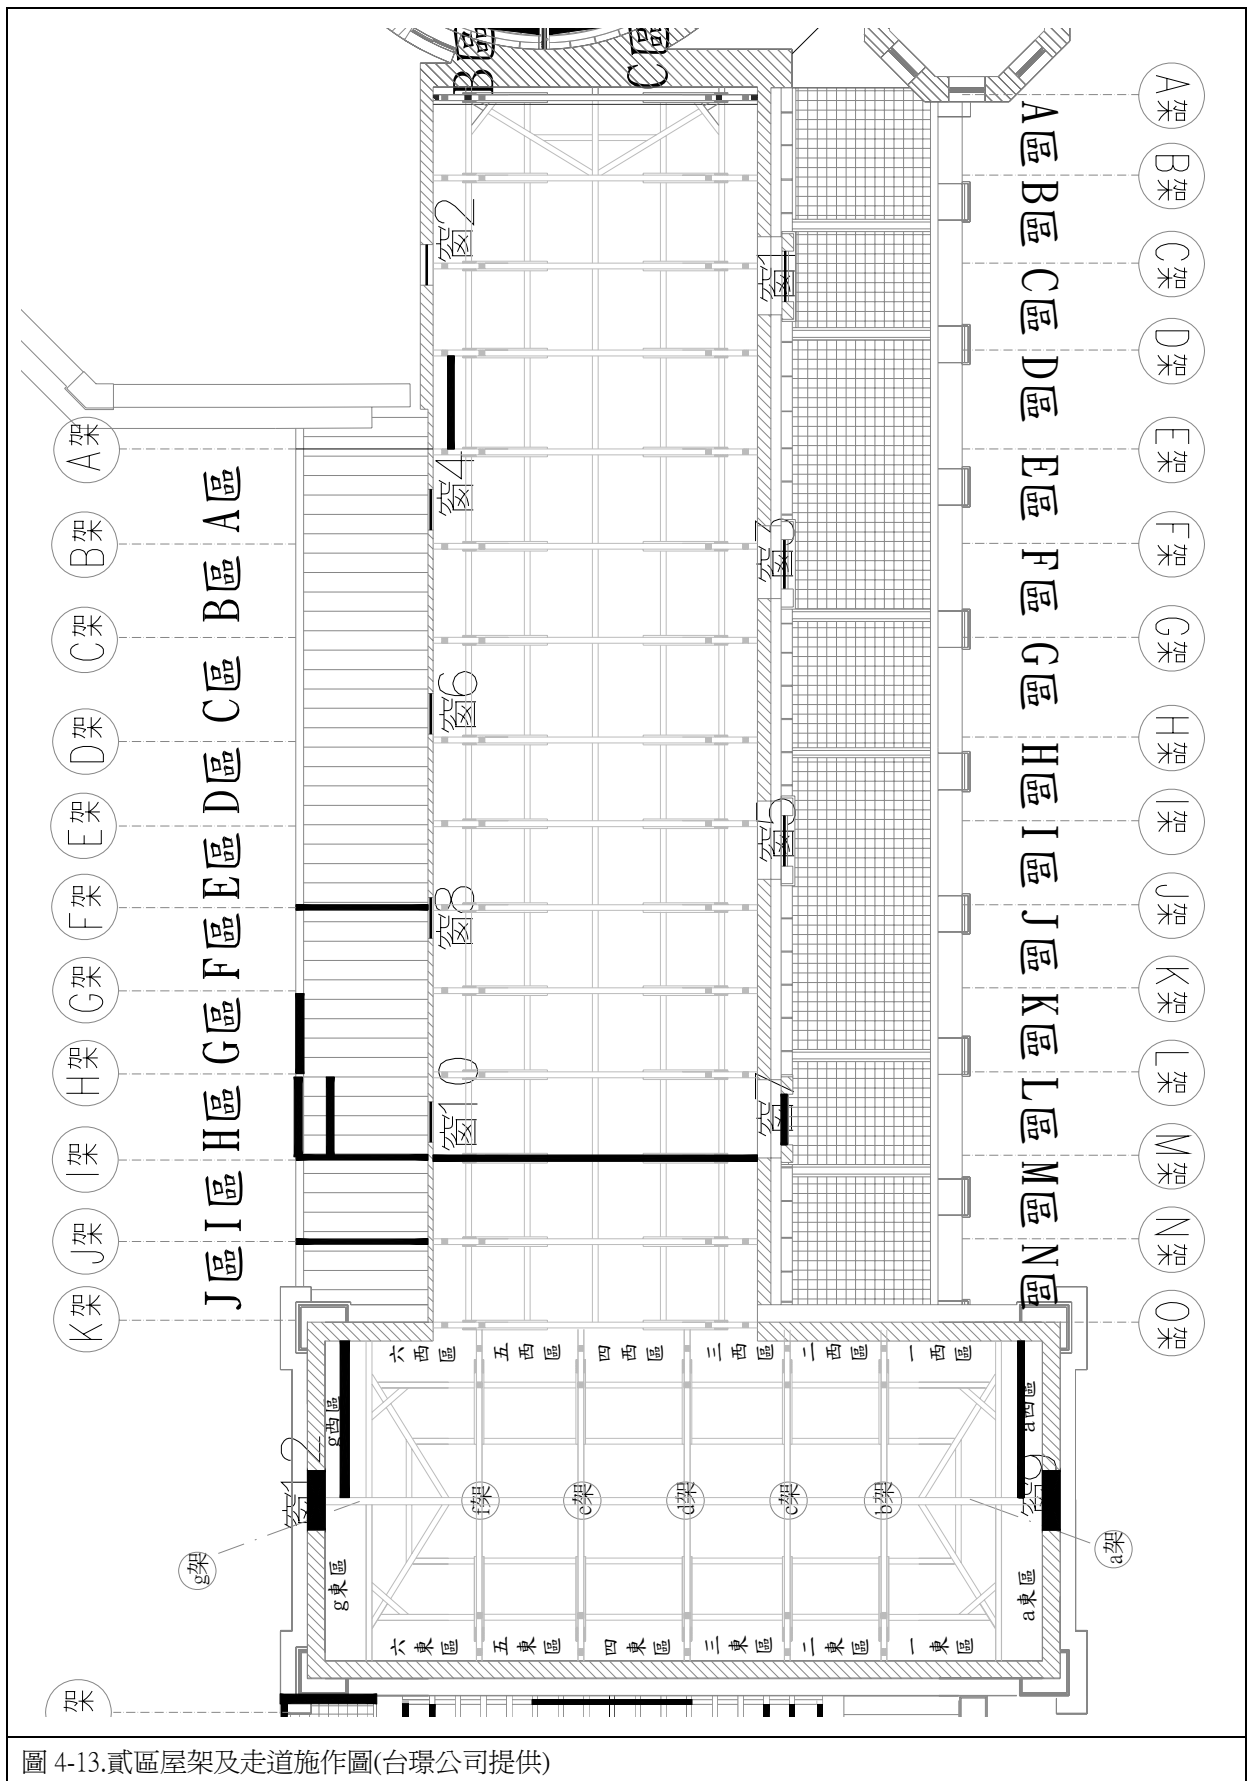 B區
C區
A架
B架
C架
D架
E架
F架
G架
H架
I架
J架
K架
L架
M架
N架
O架
A區
B區
C區
D區
E區
F區
G區
H區
I區
J區
K區
L區
M區
N區
窗2
窗1
窗4
窗3
窗6
窗5
窗8
窗10
窗7
A架
B架
C架
D架
E架
F架
G架
H架
I架
J架
K架
A區
B區
C區
D區
E區
F區
G區
H區
I區
J區
六西區
五西區
四西區
三西區
二西區
一西區
g西區
a西區
窗12
窗9
f架
d架
b架
g架
a架
g東區
a東區
六東區
五東區
四東區
三東區
二東區
一東區
架
圖 4-13.貳區屋架及走道施作圖(台璟公司提供)